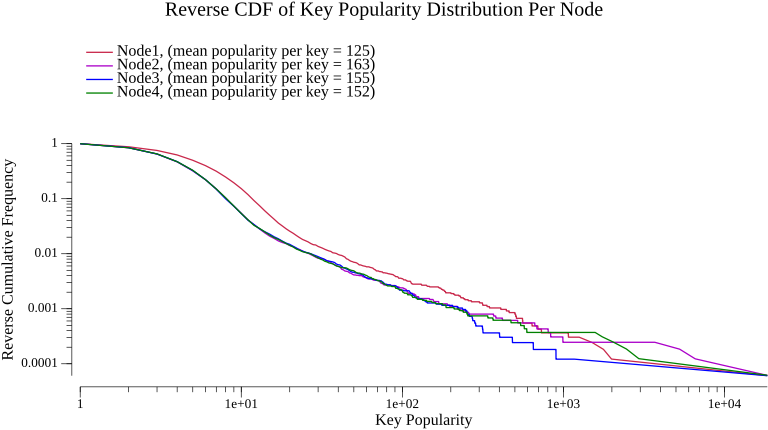 Reverse CDF of Key Popularity Distribution Per Node
Node1, (mean popularity per key = 125)
Node2, (mean popularity per key = 163)
Node3, (mean popularity per key = 155)
Node4, (mean popularity per key = 152)
Reverse Cumulative Frequency
1
0.1
0.01
0.001
0.0001
1
1e+01
1e+02
1e+03
1e+04
Key Popularity